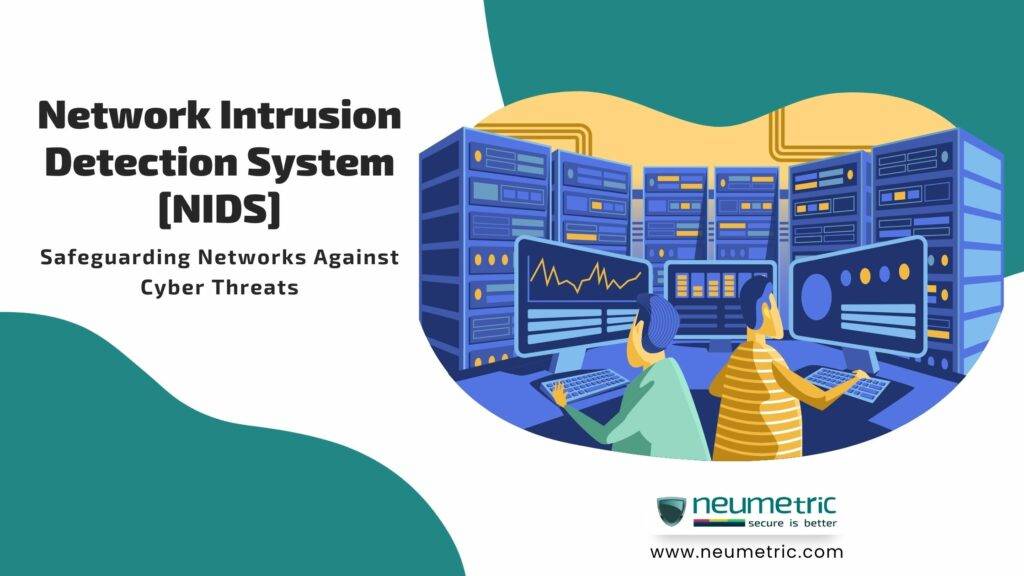 Network Intrusion
Detection System
[NIDS]
Safeguarding Networks Against
Cyber Threats
neumetric
secure is better
www.neumetric.com